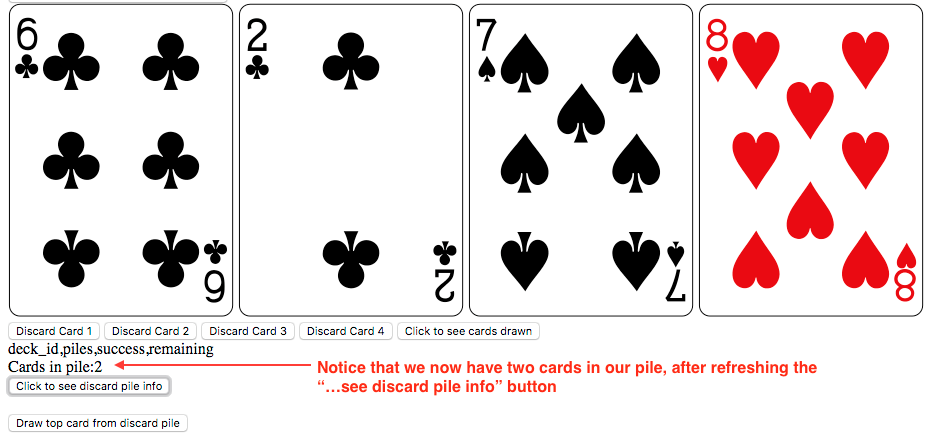 6 2 7 8
6 2 7 8
Discard Card 1 Discard Card 2 Discard Card 3 Discard Card 4 Click to see cards drawn
deck_id,piles,success,remaining
Cards in pile:2
Notice that we now have two cards in our pile, after refreshing the
“…see discard pile info” button
Click to see discard pile info
Draw top card from discard pile